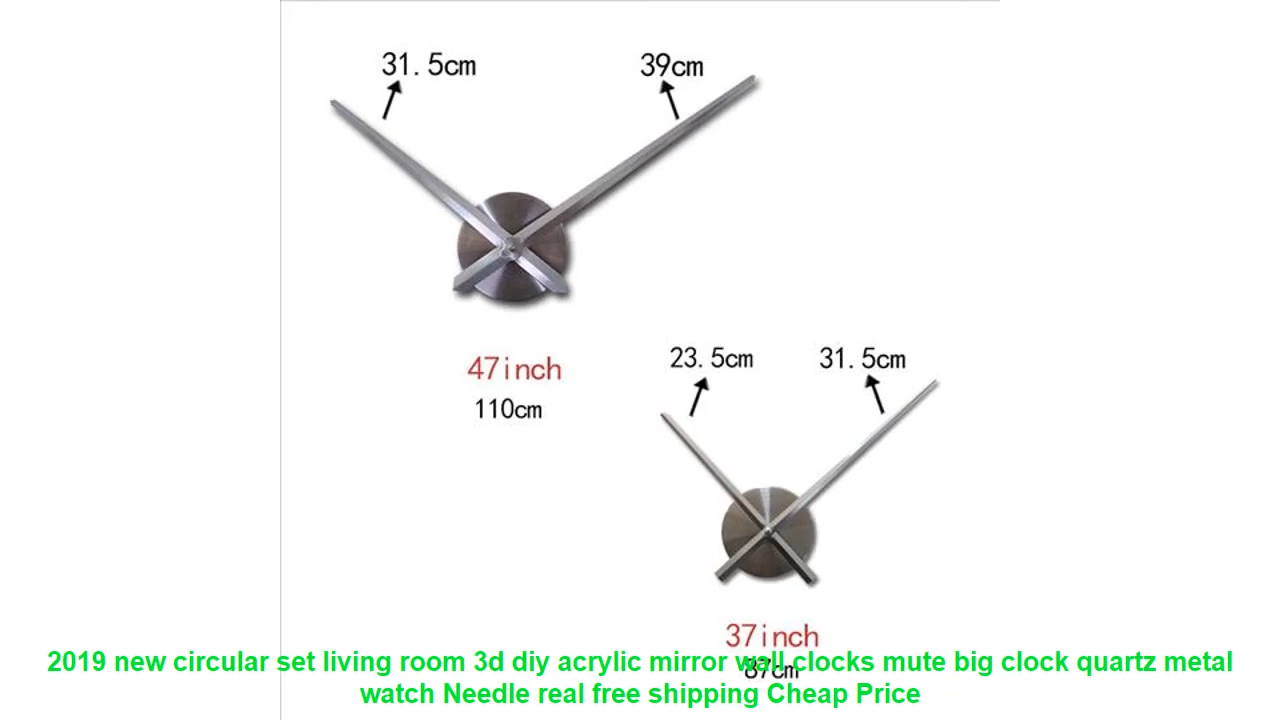 31.5cm
39cm
47inch
110cm
23.5cm
31.5cm
37inch
87cm
2019 new circular set living room 3d diy acrylic mirror wall clocks mute big clock quartz metal
watch Needle real free shipping Cheap Price